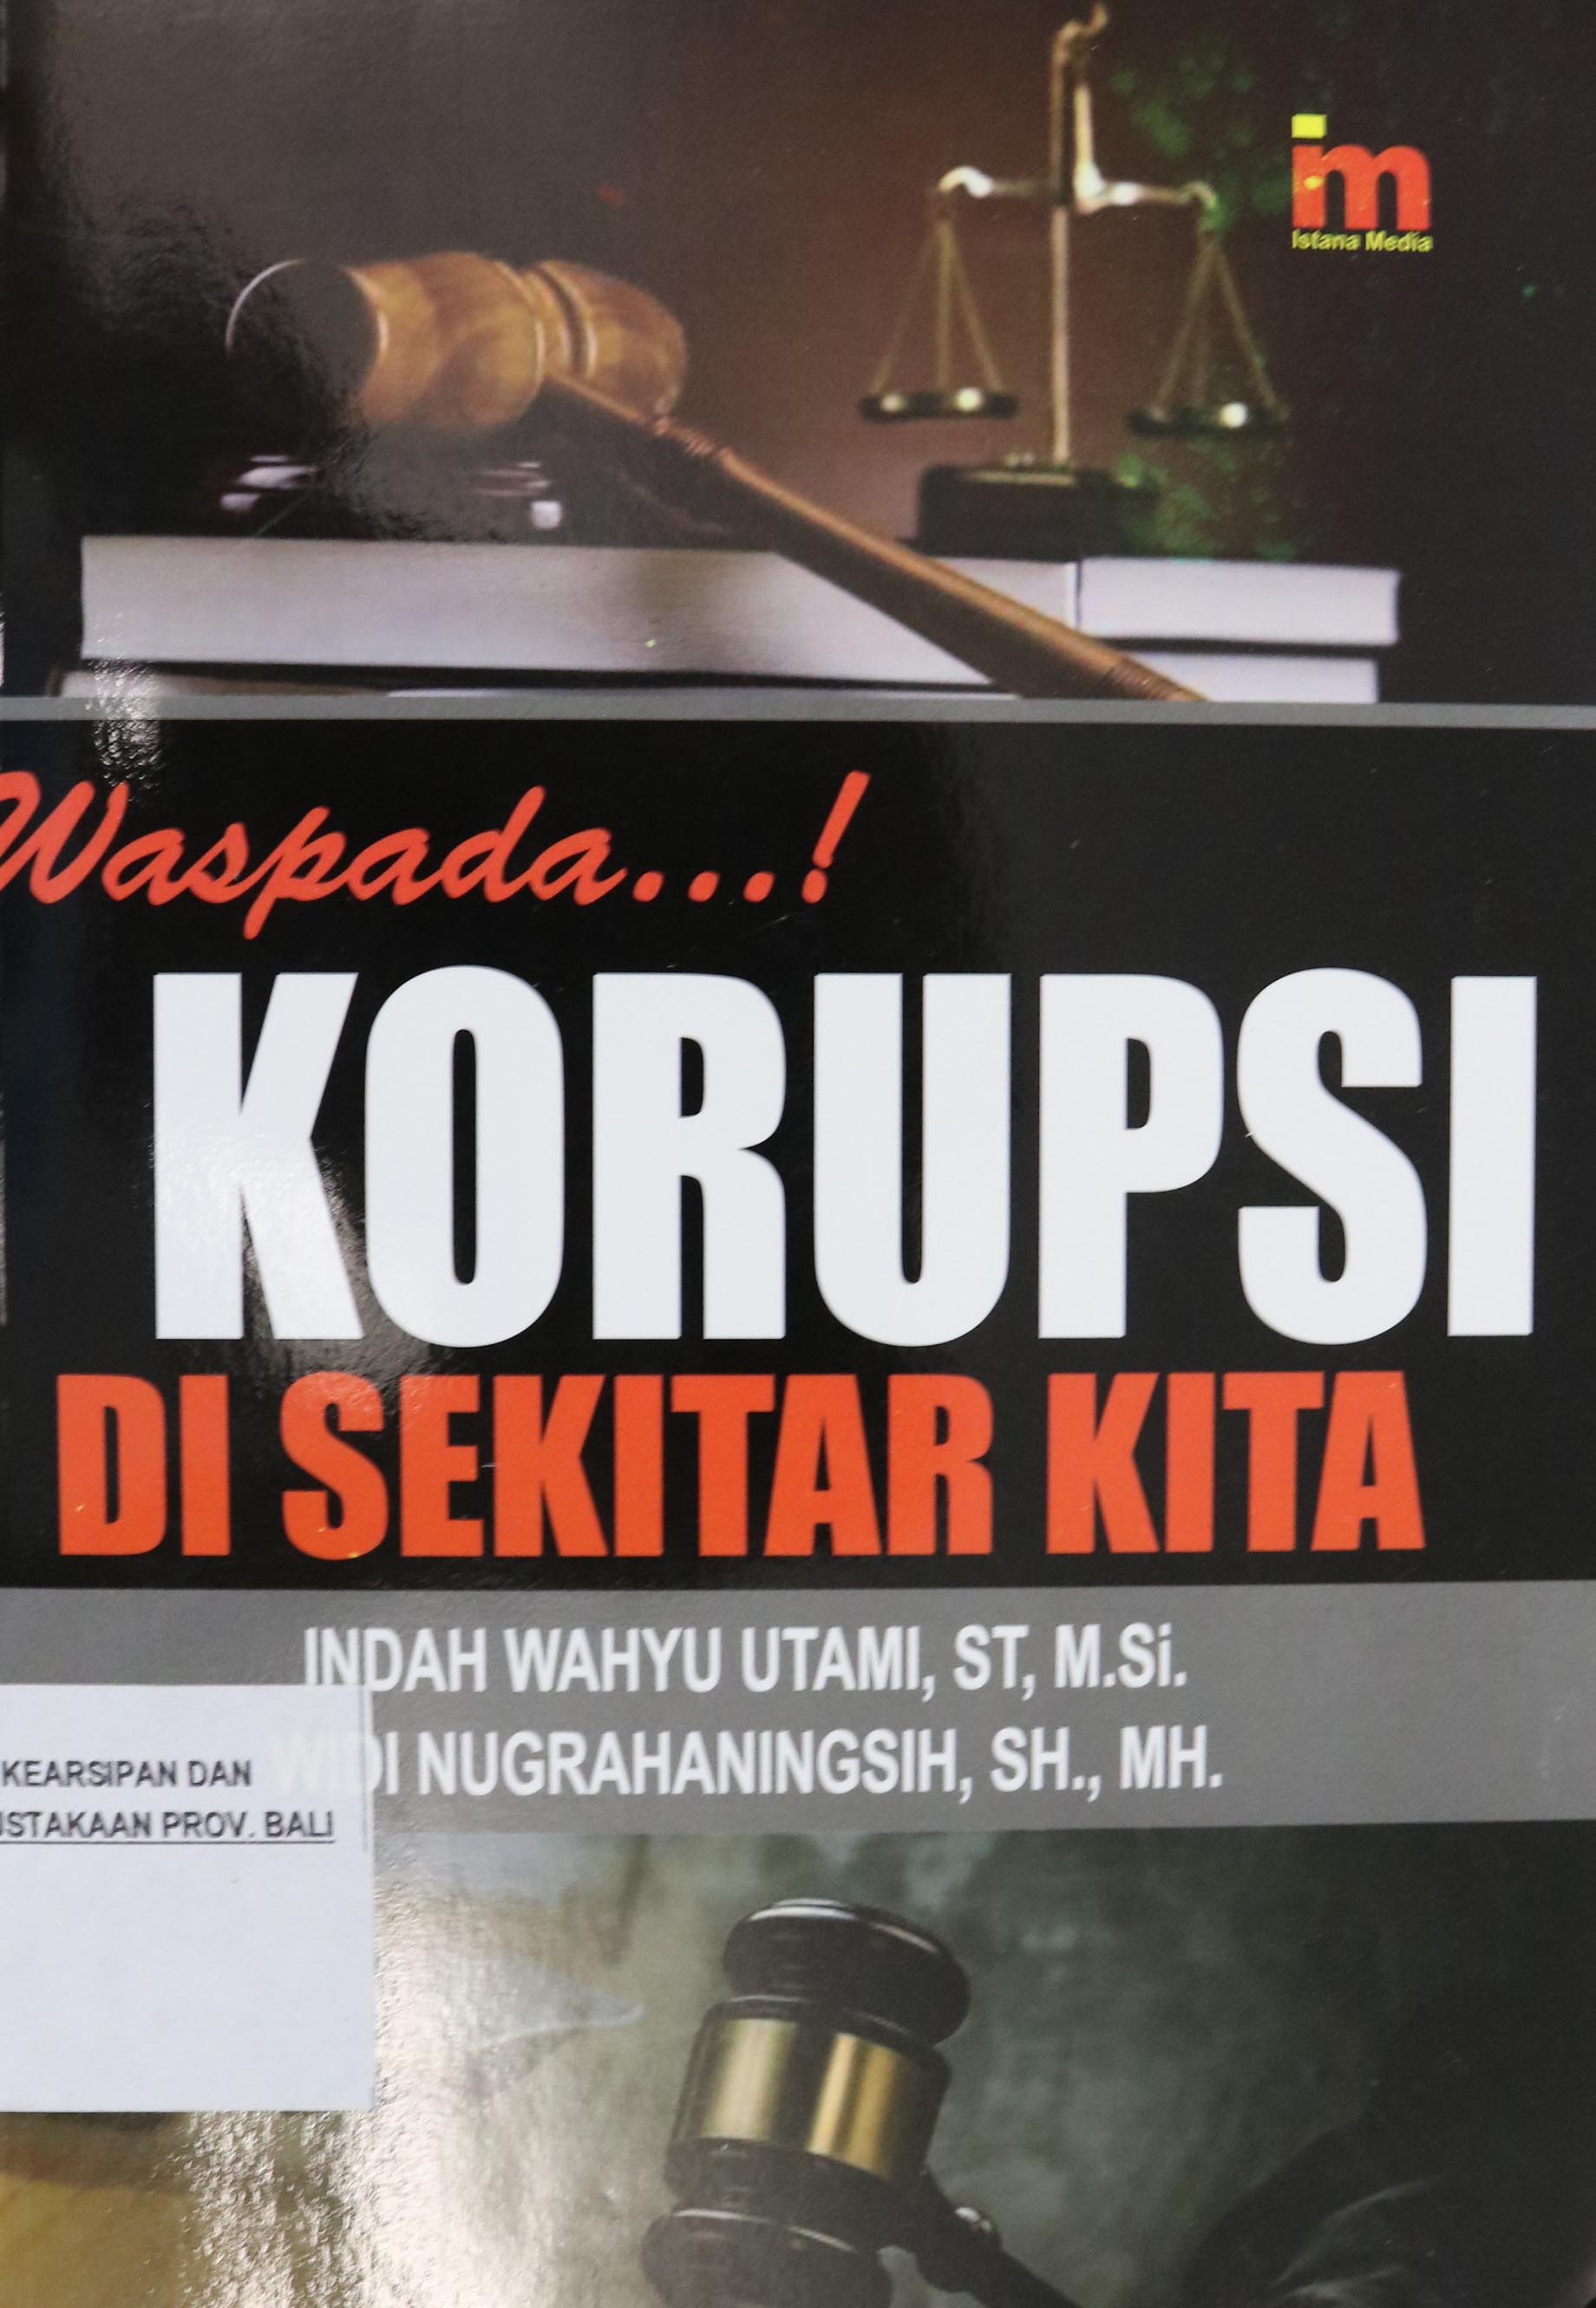 im
Istana Media
Waspada...!
KORUPSI
DI SEKITAR KITA
INDAH WAHYU UTAMI, ST, M.Si.
WIDI NUGRAHANINGSIH, SH., MH.
KEARSIPAN DAN
USTAKAAN PROV. BALI